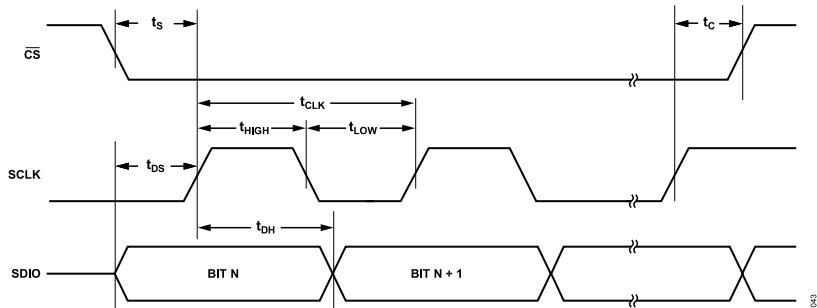 tS
tC
CS
tCLK
tHIGH
tLOW
tDS
SCLK
tDH
SDIO
BIT N
BIT N + 1
043